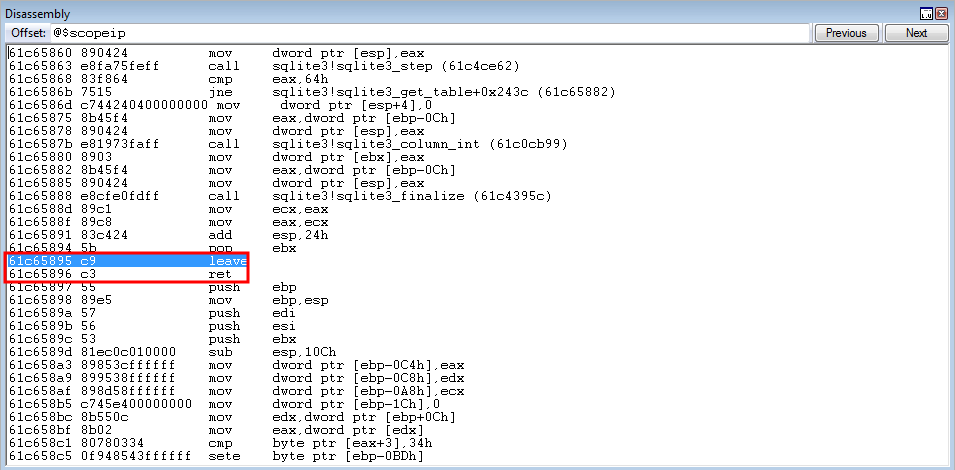 Disassembly
Offset: @$scopeip Previous Next
61c65860 890424 mov dword ptr [esp],eax
61c65863 e8fa75feff call sqlite3!sqlite3_step (61c4ce62)
61c65868 83f864 cmp eax,64h
61c6586b 7515 jne sqlite3!sqlite3_get_table+0x243c (61c65882)
61c6586d c744240400000000 mov dword ptr [esp+4],0
61c65875 8b45f4 mov eax,dword ptr [ebp-0Ch]
61c65878 890424 mov dword ptr [esp],eax
61c6587b e81973faff call sqlite3!sqlite3_column_int (61c0cb99)
61c65880 8903 mov dword ptr [ebx],eax
61c65882 8b45f4 mov eax,dword ptr [ebp-0Ch]
61c65885 890424 mov dword ptr [esp],eax
61c65888 e8cfe0fdff call sqlite3!sqlite3_finalize (61c4395c)
61c6588d 89c1 mov ecx,eax
61c6588f 89c8 mov eax,ecx
61c65891 83c424 add esp,24h
61c65894 5b pop ebx
61c65895 c9 leave
61c65896 c3 ret
61c65897 55 push ebp
61c65898 89e5 mov ebp,esp
61c6589a 57 push edi
61c6589b 56 push esi
61c6589c 53 push ebx
61c6589d 81ec0c010000 sub esp,10Ch
61c658a3 89853cffffff mov dword ptr [ebp-0C4h],eax
61c658a9 899538ffffff mov dword ptr [ebp-0C8h],edx
61c658af 898d58ffffff mov dword ptr [ebp-0A8h],ecx
61c658b5 c745e400000000 mov dword ptr [ebp-1Ch],0
61c658bc 8b550c mov edx,dword ptr [ebp+0Ch]
61c658bf 8b02 mov eax,dword ptr [edx]
61c658c1 80780334 cmp byte ptr [eax+3],34h
61c658c5 0f948543ffffff sete byte ptr [ebp-0BDh]